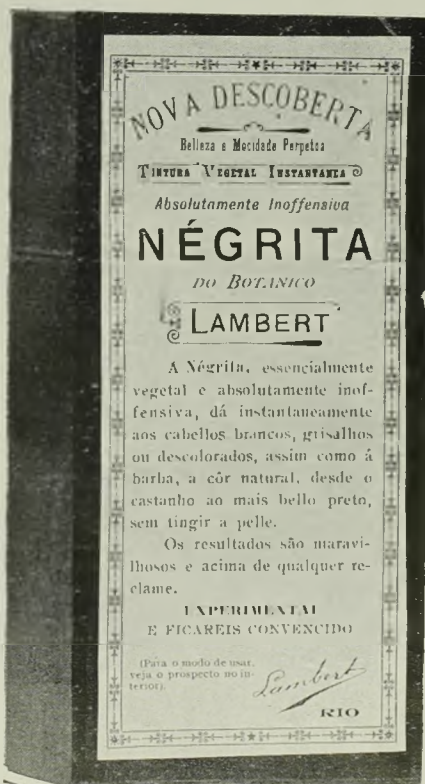 NOVA DESCOBERTA
Belleza e Mocidade Perpetua
TINTURA VEGETAL INSTANTANEA
Absolutamente Inoffensiva
NÉGRITA
DO BOTANICO
LAMBERT
A Négrita, essencialmente
vegetal e absolutamente inof-
fensiva, dá instantaneamente
aos cabellos brancos, grisalhos
ou descolorados, assim como á
barba, a côr natural, desde o
castanho ao mais bello preto,
sem tingir a pelle.
Os resultados são maravi-
lhosos e acima de qualquer re-
clame.
EXPERIMENTAI
E FICAREIS CONVENCIDO
(Para o modo de usar,
veja o prospecto no in-
terior).
Lambert
RIO